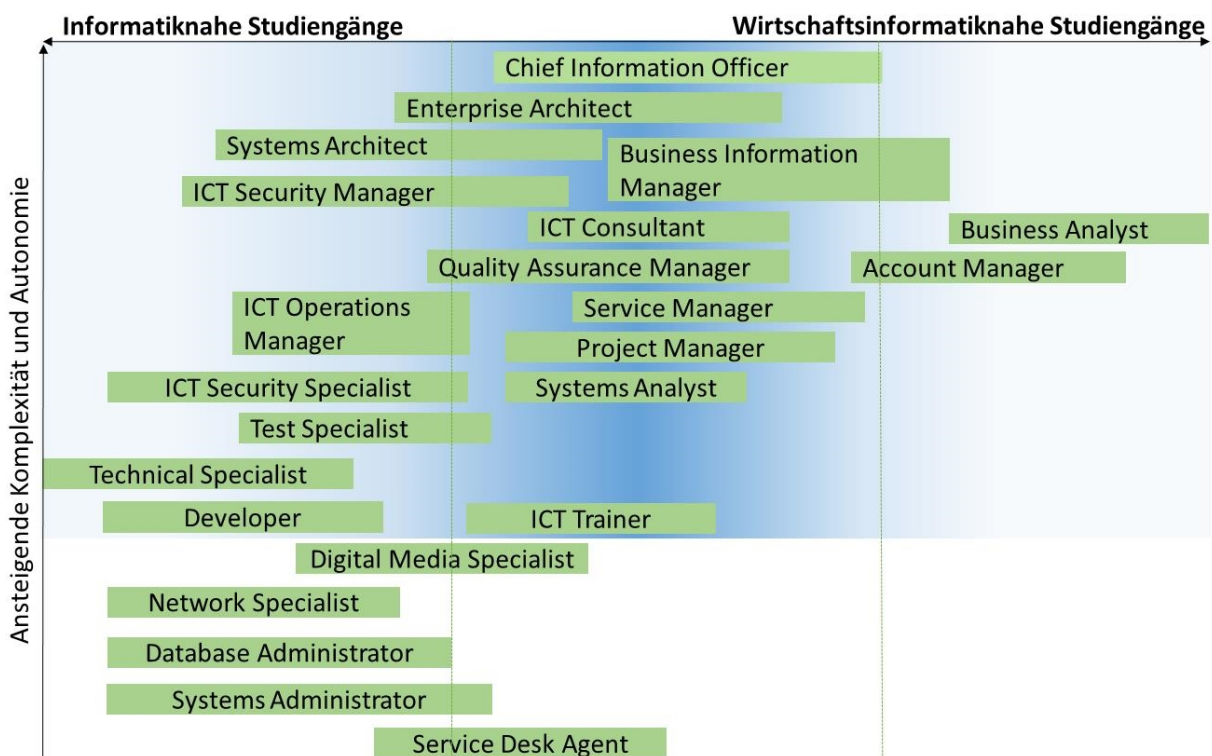 Informatiknahe Studiengänge
Wirtschaftsinformatiknahe Studiengänge
Ansteigende Komplexität und Autonomie
Chief Information Officer
Enterprise Architect
Systems Architect
Business Information
Manager
ICT Security Manager
ICT Consultant
Business Analyst
Quality Assurance Manager
Account Manager
ICT Operations
Manager
Service Manager
Project Manager
ICT Security Specialist
Systems Analyst
Test Specialist
Technical Specialist
Developer
ICT Trainer
Digital Media Specialist
Network Specialist
Database Administrator
Systems Administrator
Service Desk Agent